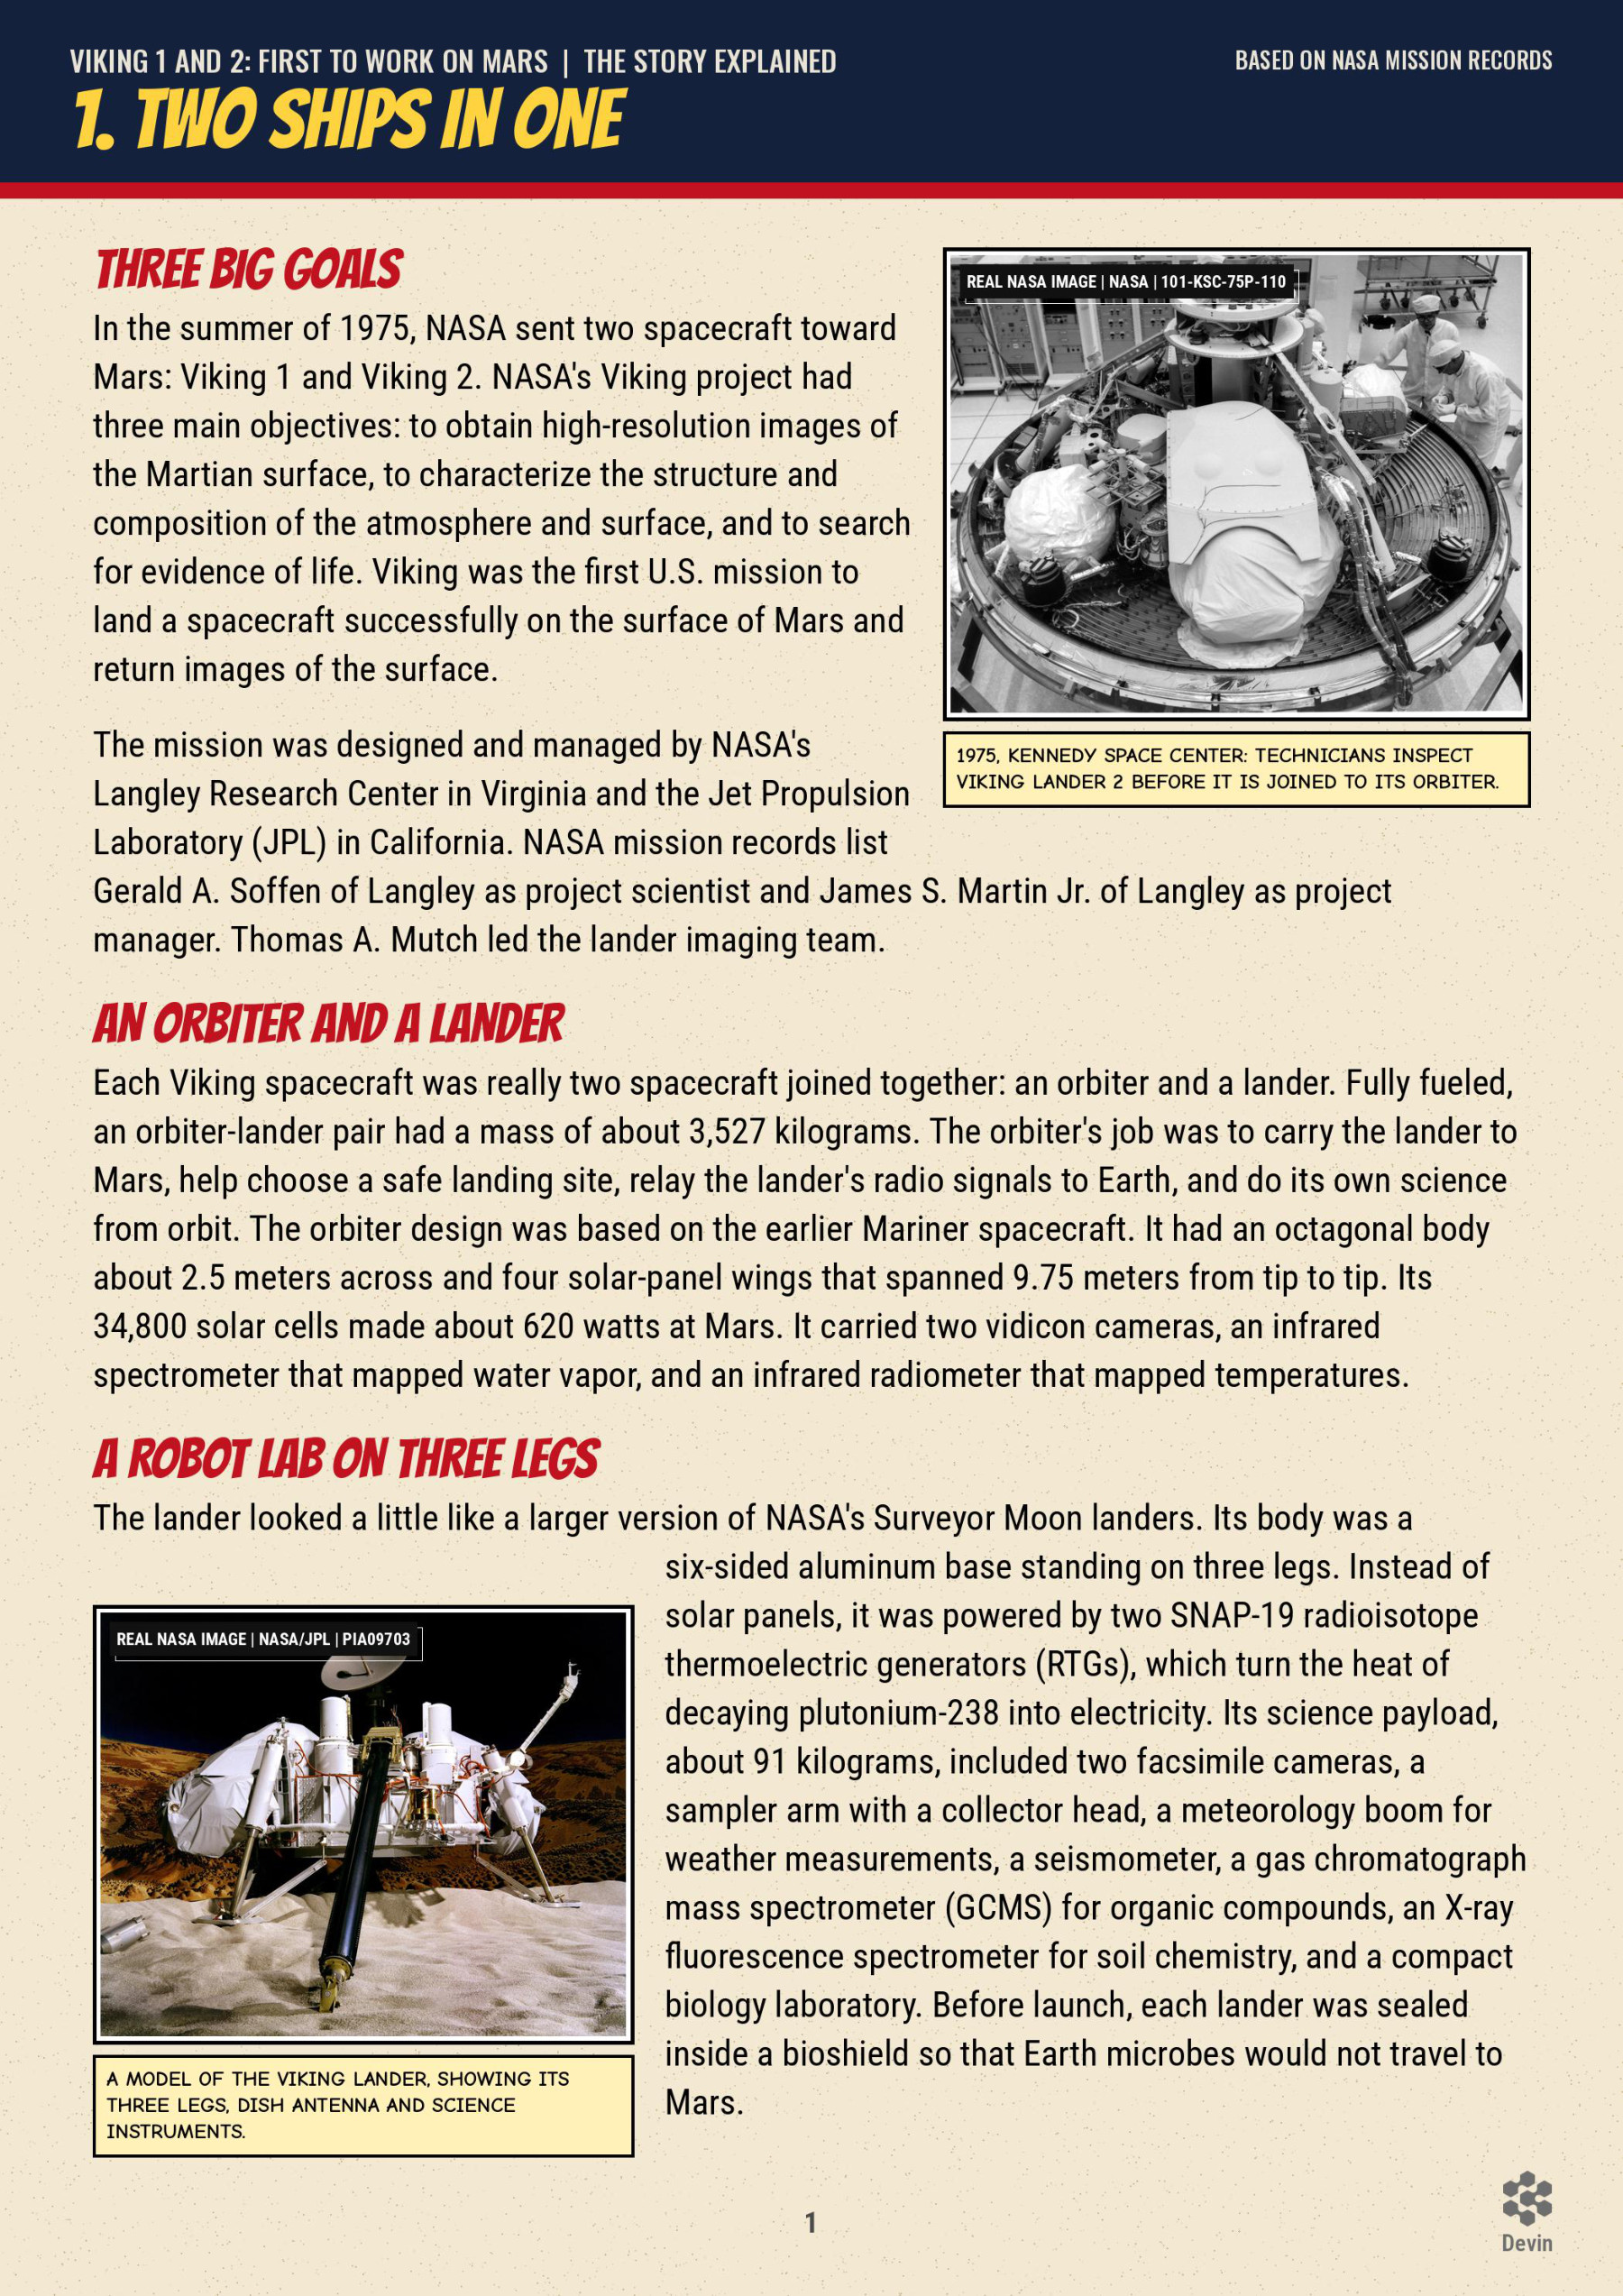 VIKING 1 AND 2: FIRST TO WORK ON MARS | THE STORY EXPLAINED
BASED ON NASA MISSION RECORDS
1. TWO SHIPS IN ONE
THREE BIG GOALS
In the summer of 1975, NASA sent two spacecraft toward
Mars: Viking 1 and Viking 2. NASA's Viking project had
three main objectives: to obtain high-resolution images of
the Martian surface, to characterize the structure and
composition of the atmosphere and surface, and to search
for evidence of life. Viking was the first U.S. mission to
land a spacecraft successfully on the surface of Mars and
return images of the surface.
REAL NASA IMAGE | NASA | 101-KSC-75P-110
1975, KENNEDY SPACE CENTER: TECHNICIANS INSPECT
VIKING LANDER 2 BEFORE IT IS JOINED TO ITS ORBITER.
The mission was designed and managed by NASA's
Langley Research Center in Virginia and the Jet Propulsion
Laboratory (JPL) in California. NASA mission records list
Gerald A. Soffen of Langley as project scientist and James S. Martin Jr. of Langley as project
manager. Thomas A. Mutch led the lander imaging team.
AN ORBITER AND A LANDER
Each Viking spacecraft was really two spacecraft joined together: an orbiter and a lander. Fully fueled,
an orbiter-lander pair had a mass of about 3,527 kilograms. The orbiter's job was to carry the lander to
Mars, help choose a safe landing site, relay the lander's radio signals to Earth, and do its own science
from orbit. The orbiter design was based on the earlier Mariner spacecraft. It had an octagonal body
about 2.5 meters across and four solar-panel wings that spanned 9.75 meters from tip to tip. Its
34,800 solar cells made about 620 watts at Mars. It carried two vidicon cameras, an infrared
spectrometer that mapped water vapor, and an infrared radiometer that mapped temperatures.
A ROBOT LAB ON THREE LEGS
The lander looked a little like a larger version of NASA's Surveyor Moon landers. Its body was a
six-sided aluminum base standing on three legs. Instead of
solar panels, it was powered by two SNAP-19 radioisotope
thermoelectric generators (RTGs), which turn the heat of
decaying plutonium-238 into electricity. Its science payload,
about 91 kilograms, included two facsimile cameras, a
sampler arm with a collector head, a meteorology boom for
weather measurements, a seismometer, a gas chromatograph
mass spectrometer (GCMS) for organic compounds, an X-ray
fluorescence spectrometer for soil chemistry, and a compact
biology laboratory. Before launch, each lander was sealed
inside a bioshield so that Earth microbes would not travel to
Mars.
REAL NASA IMAGE | NASA/JPL | PIA09703
A MODEL OF THE VIKING LANDER, SHOWING ITS
THREE LEGS, DISH ANTENNA AND SCIENCE
INSTRUMENTS.
1
Devin